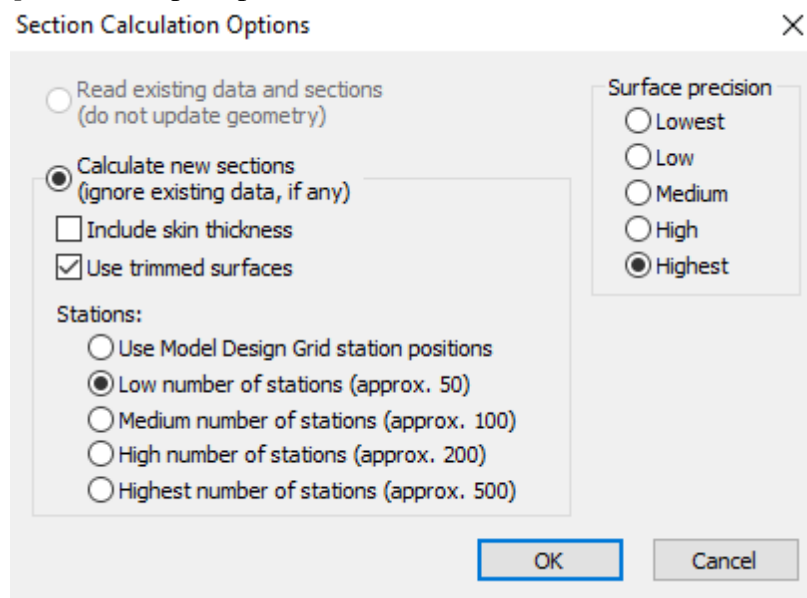 Section Calculation Options
Read existing data and sections
(do not update geometry)
Calculate new sections
(ignore existing data, if any)
Include skin thickness
Use trimmed surfaces
Stations:
Use Model Design Grid station positions
Low number of stations (approx. 50)
Medium number of stations (approx. 100)
High number of stations (approx. 200)
Highest number of stations (approx. 500)
Surface precision
Lowest
Low
Medium
High
Highest
OK
Cancel